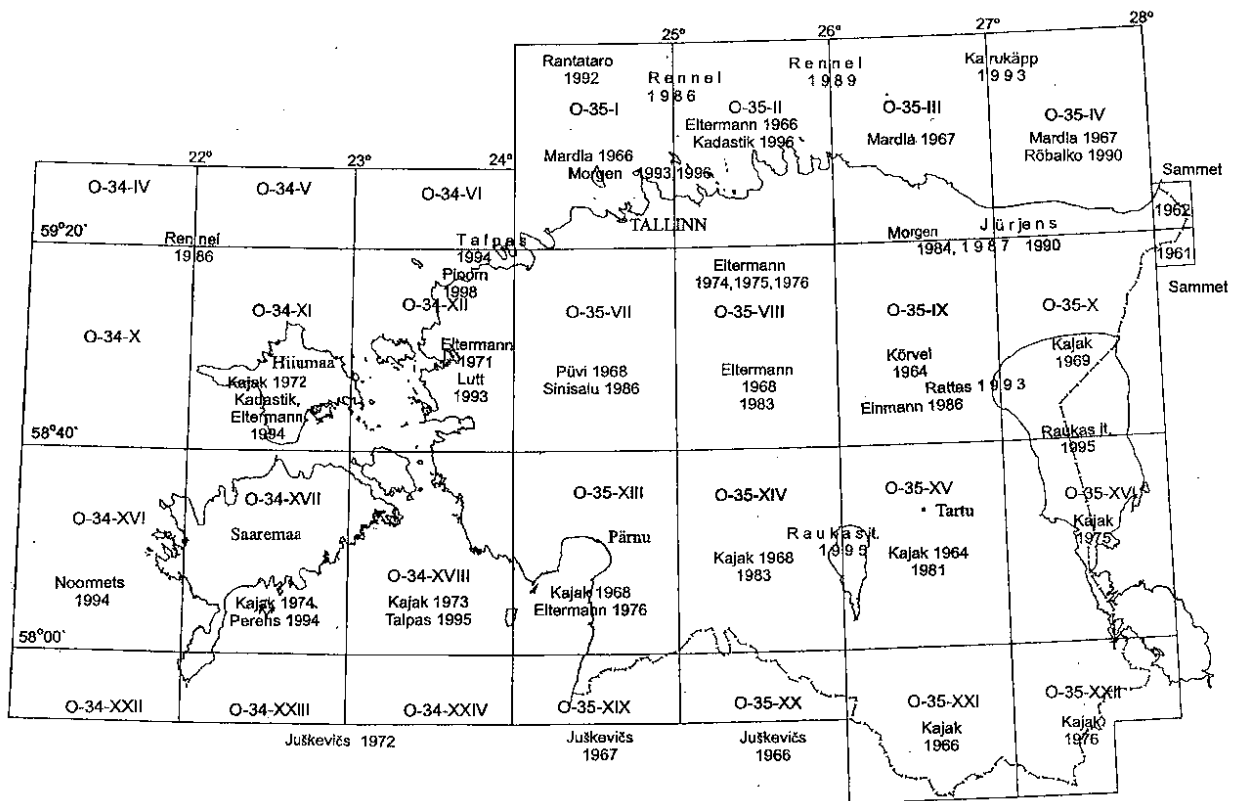 25° 26° 27° 28°
Rantataro
1992
Rennel
1986
Rennel
1989
Kairukäpp
1993
O-35-I
O-35-II
Eltermann 1966
Kadastik 1996
O-35-III
Mardla 1967
O-35-IV
Mardla 1967
Rõbalko 1990
Mardla 1966
Morgen 1993,1996
22° 23° 24°
O-34-IV
O-34-V
O-34-VI
TALLINN
Sammet
1962
1961
Sammet
59°20'
Rennel
1986
Talpas
1994
Morgen
1984, 1987
Jürjens
1990
Eltermann
1974,1975,1976
Pioorn
1998
O-34-X
O-34-XI
O-34-XII
O-35-VII
O-35-VIII
O-35-IX
O-35-X
Hiiumaa
Kajak 1972
Kadastik,
Eltermann
1994
Eltermann
1971
Lutt
1993
Püvi 1968
Sinisalu 1986
Eltermann
1968
1983
Kõrvel
1964
Rattas 1993
Einmann 1986
Kajak
1969
58°40'
Raukas jt.
1995
O-34-XVI
O-34-XVII
Saaremaa
O-35-XIII
O-35-XIV
O-35-XV
Tartu
O-35-XVI
Kajak
1975
Pärnu
Raukas jt.
1995
Noormets
1994
Kajak 1974,
Perens 1994
O-34-XVIII
Kajak 1973
Talpas 1995
Kajak 1968
Eltermann 1976
Kajak 1968
1983
Kajak 1964
1981
58°00'
O-34-XXII
O-34-XXIII
O-34-XXIV
O-35-XIX
O-35-XX
O-35-XXI
Kajak
1966
O-35-XXII
Kajak
1976
Juškevičs 1972
Juškevičs
1967
Juškevičs
1966